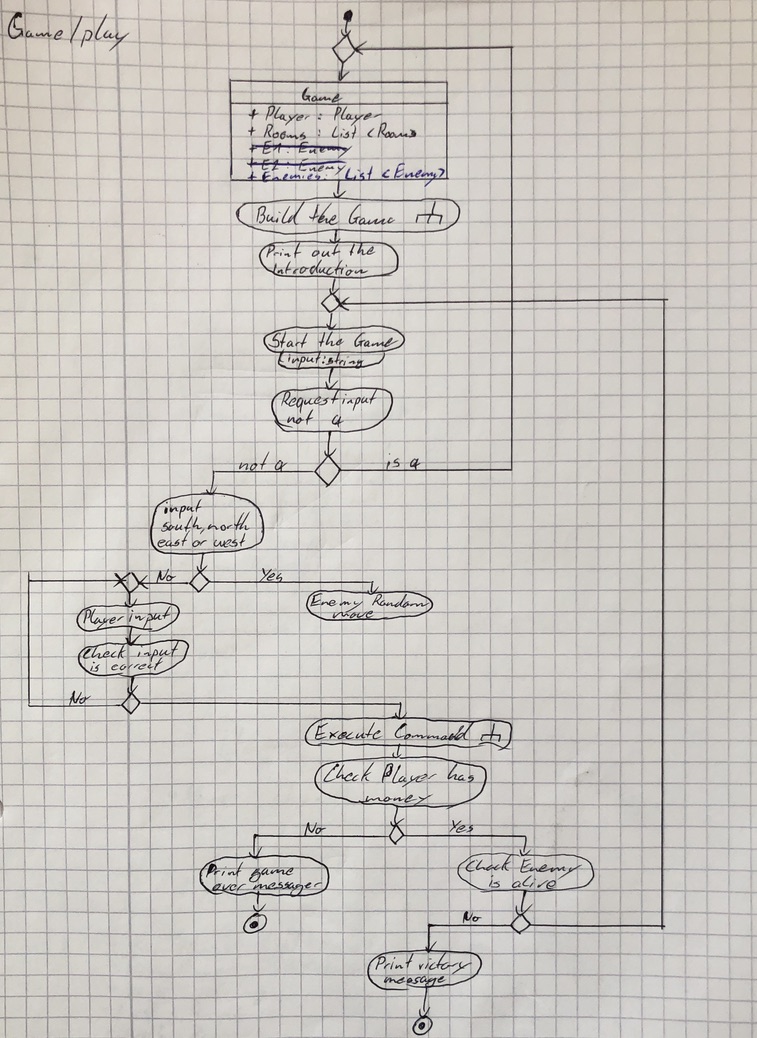 Game/play
Game
+ Player : Player
+ Rooms : List <Room>
+ E1 : Enemy
+ E2 : Enemy
+ Enemies: List <Enemy>
Build the Game
Print out the
Introduction
Start the Game
input:string
Request input
not q
not q
is q
input
south, north
east or west
No
Yes
Enemy Random
move
Player input
Check input
is correct
No
Execute Command
Check Player has
money
No
Yes
Print game
over messager
Check Enemy
is alive
No
Print victory
message